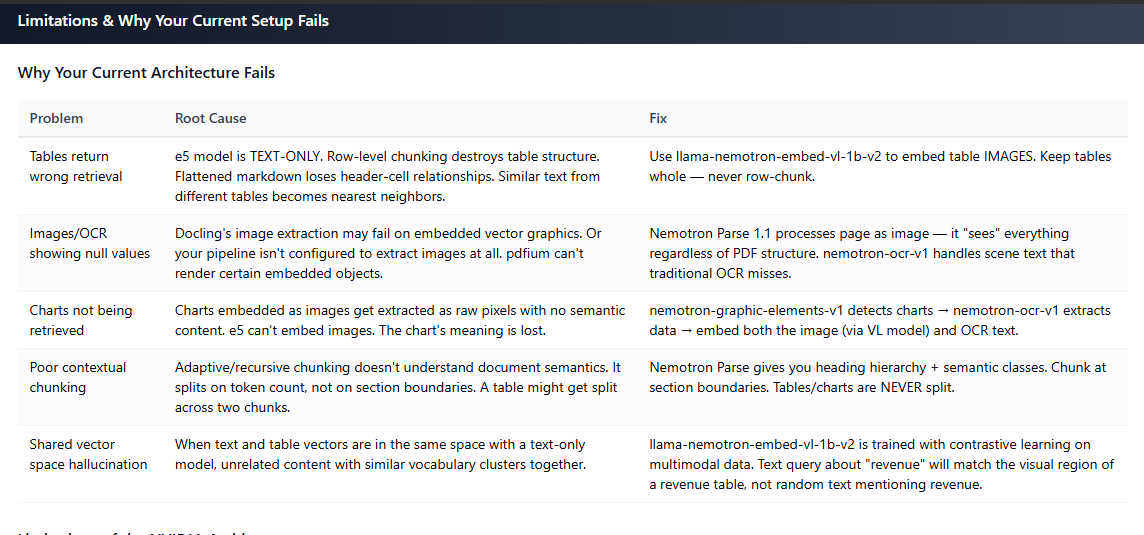 Limitations & Why Your Current Setup Fails
Why Your Current Architecture Fails
Problem Root Cause Fix
Tables return
wrong retrieval
e5 model is TEXT-ONLY. Row-level chunking destroys table structure.
Flattened markdown loses header-cell relationships. Similar text from
different tables becomes nearest neighbors.
Use llama-nemotron-embed-vl-1b-v2 to embed table IMAGES. Keep tables
whole — never row-chunk.
Images/OCR
showing null values
Docling's image extraction may fail on embedded vector graphics. Or
your pipeline isn't configured to extract images at all. pdfium can't
render certain embedded objects.
Nemotron Parse 1.1 processes page as image — it "sees" everything
regardless of PDF structure. nemotron-ocr-v1 handles scene text that
traditional OCR misses.
Charts not being
retrieved
Charts embedded as images get extracted as raw pixels with no semantic
content. e5 can't embed images. The chart's meaning is lost.
nemotron-graphic-elements-v1 detects charts → nemotron-ocr-v1 extracts
data → embed both the image (via VL model) and OCR text.
Poor contextual
chunking
Adaptive/recursive chunking doesn't understand document semantics. It
splits on token count, not on section boundaries. A table might get split
across two chunks.
Nemotron Parse gives you heading hierarchy + semantic classes. Chunk at
section boundaries. Tables/charts are NEVER split.
Shared vector
space hallucination
When text and table vectors are in the same space with a text-only
model, unrelated content with similar vocabulary clusters together.
llama-nemotron-embed-vl-1b-v2 is trained with contrastive learning on
multimodal data. Text query about "revenue" will match the visual region of
a revenue table, not random text mentioning revenue.